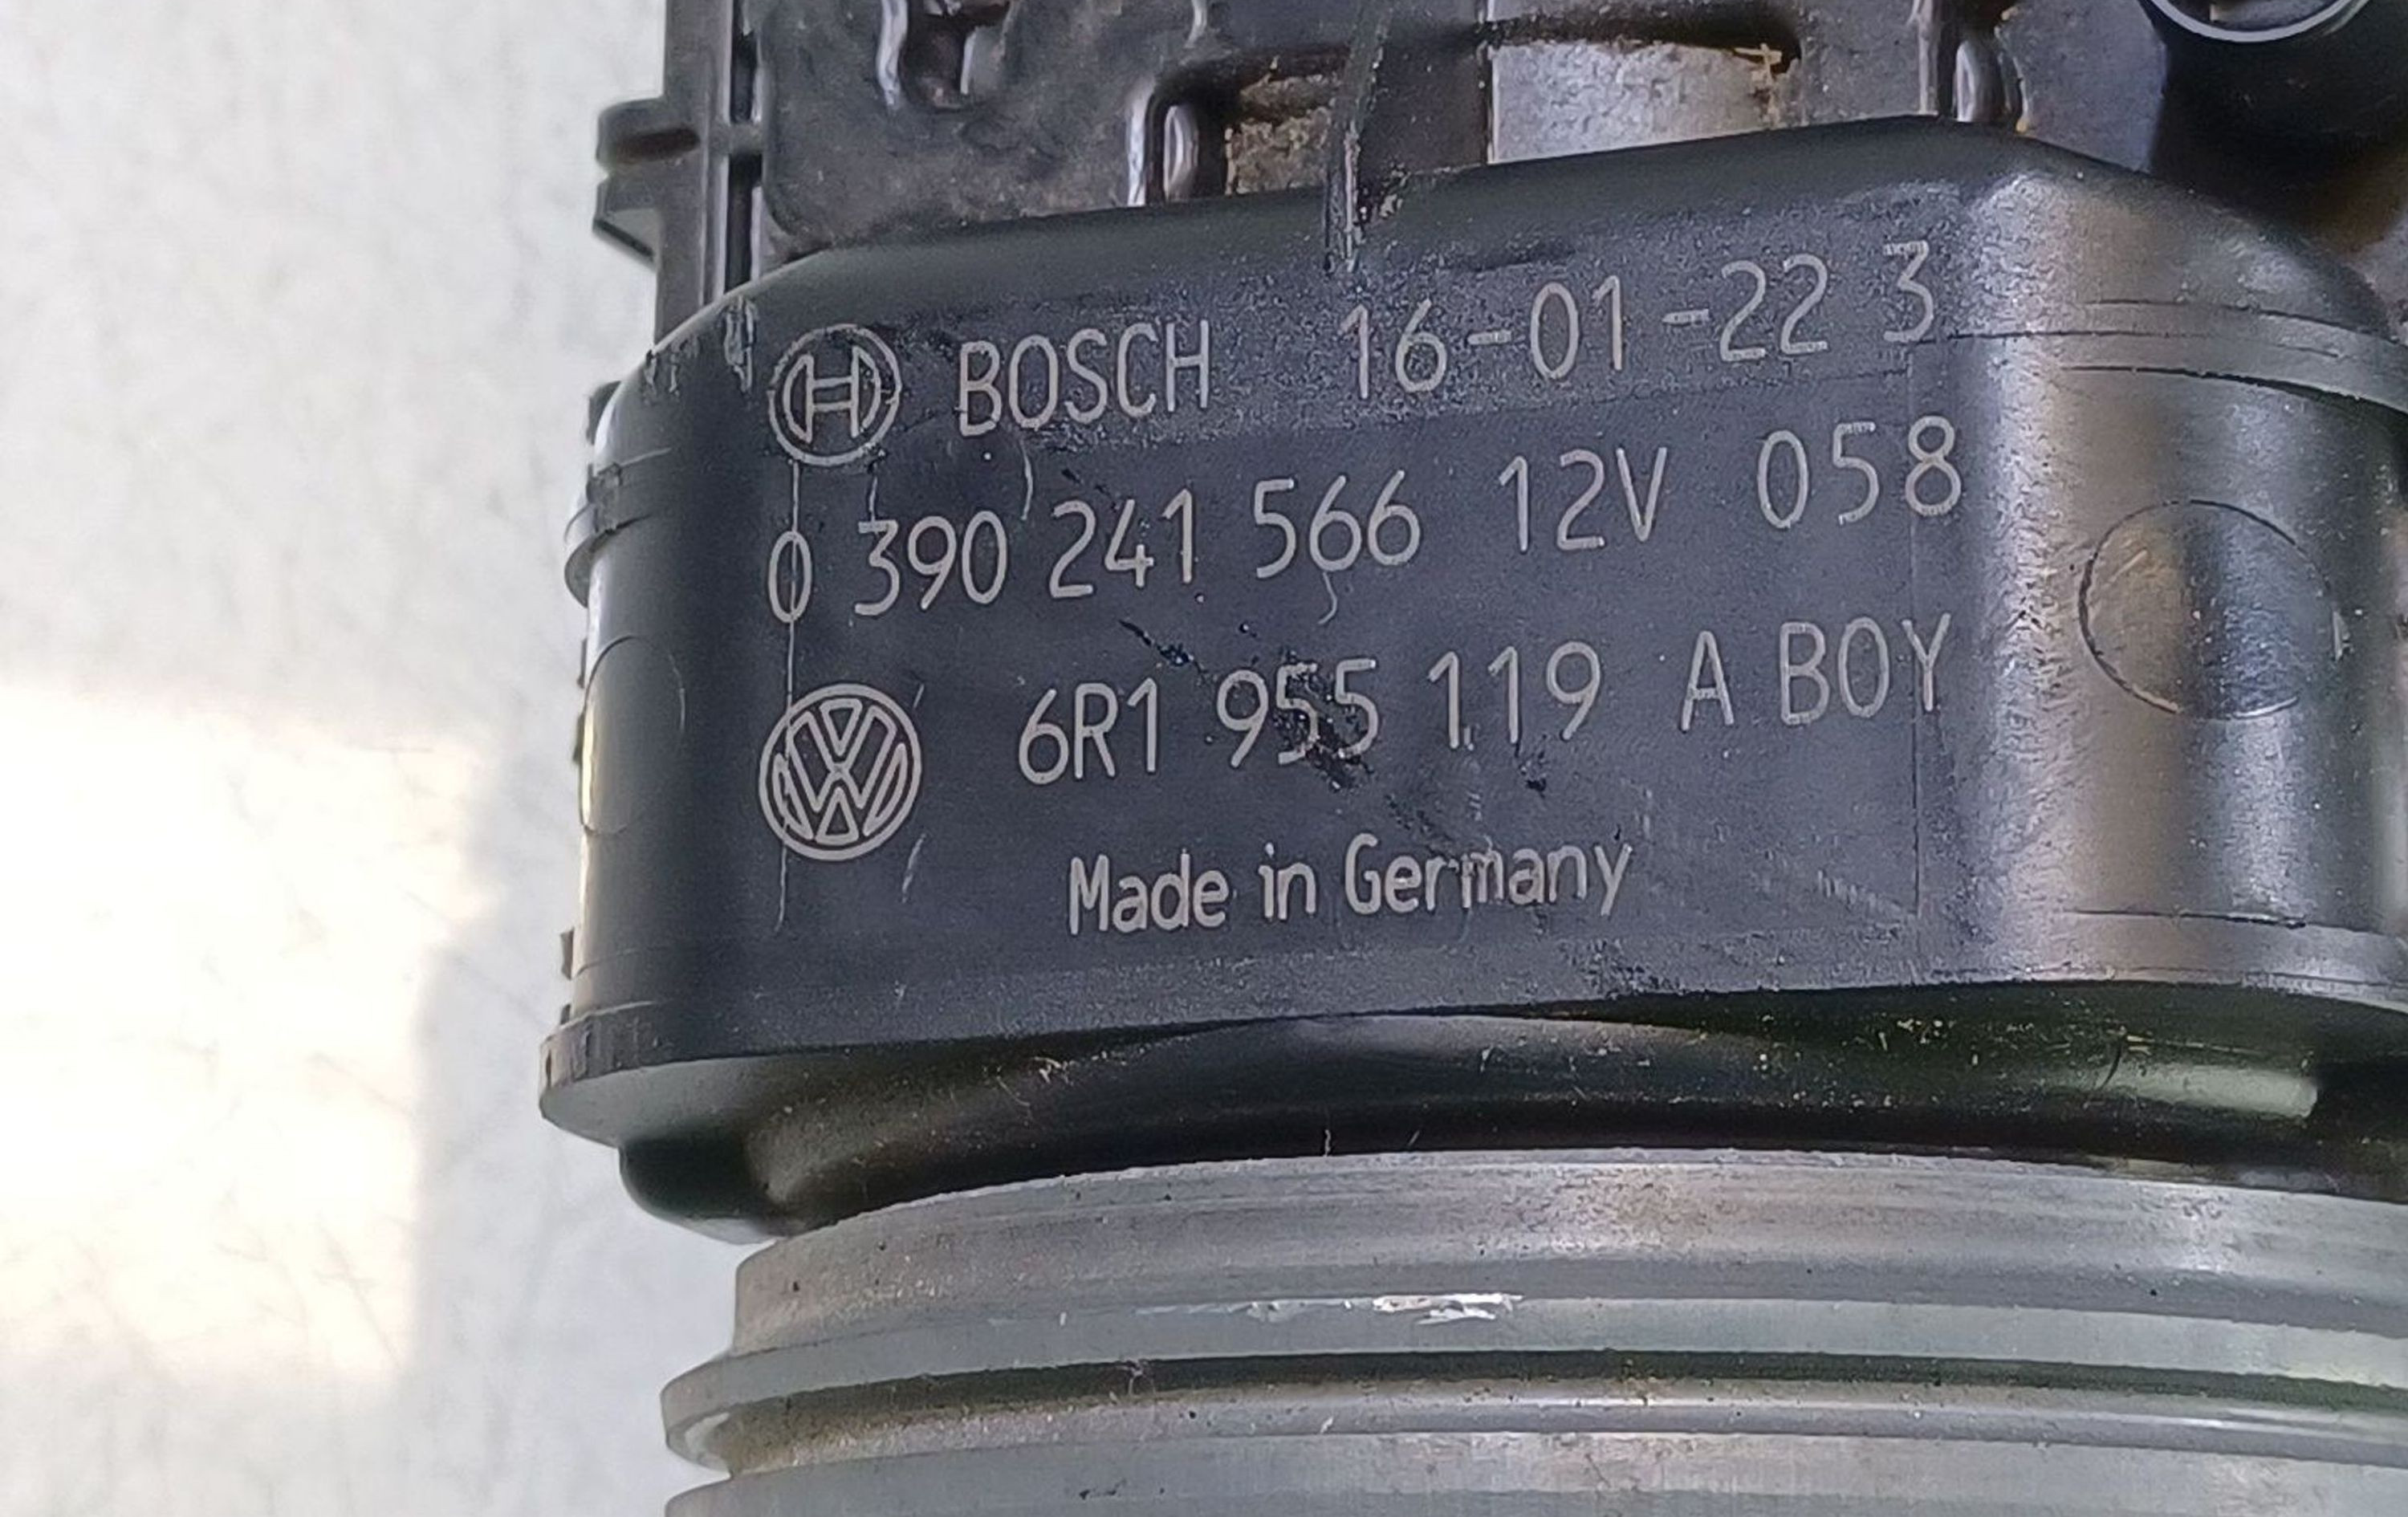 BOSCH 16-01-22 3
0 390 241 566 12V 058
6R1 955 119 A BOY
Made in Germany